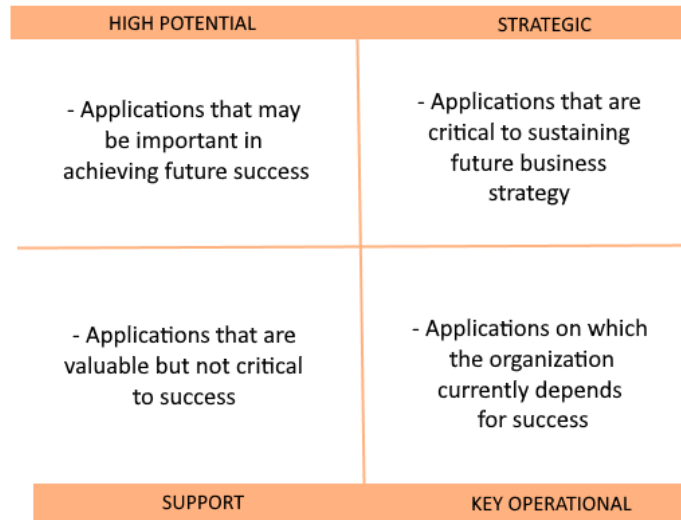 HIGH POTENTIAL
STRATEGIC
- Applications that may
be important in
achieving future success
- Applications that are
critical to sustaining
future business
strategy
- Applications that are
valuable but not critical
to success
- Applications on which
the organization
currently depends
for success
SUPPORT
KEY OPERATIONAL